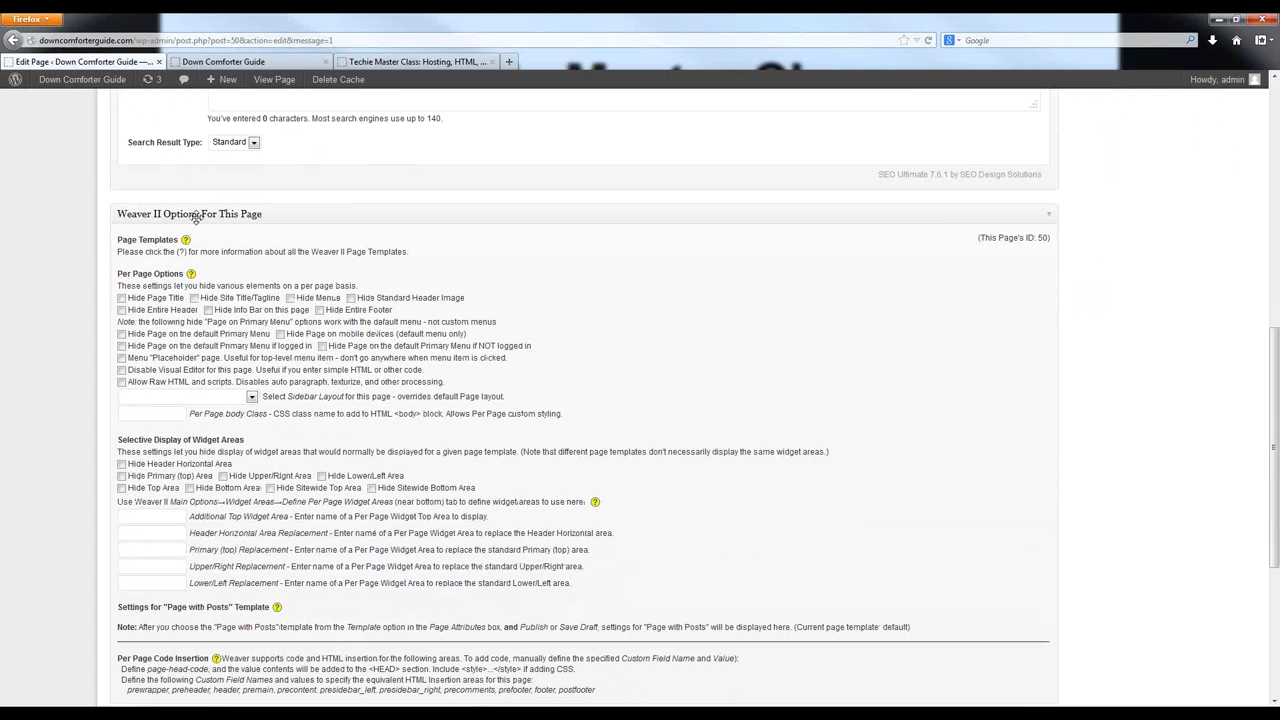 Firefox
downcomforterguide.com/wp-admin/post.php?post=50&action=edit&message=1
Google
Edit Page ‹ Down Comforter Guide —...
Down Comforter Guide
Techie Master Class: Hosting, HTML, ...
Down Comforter Guide
3
New
View Page
Delete Cache
Howdy, admin
You've entered 0 characters. Most search engines use up to 140.
Search Result Type:
Standard
SEO Ultimate 7.6.1 by SEO Design Solutions
Weaver II Options For This Page
Page Templates ?
(This Page's ID: 50)
Please click the (?) for more information about all the Weaver II Page Templates.
Per Page Options ?
These settings let you hide various elements on a per page basis.
Hide Page Title Hide Site Title/Tagline Hide Menus Hide Standard Header Image
Hide Entire Header Hide Info Bar on this page Hide Entire Footer
Note: the following hide "Page on Primary Menu" options work with the default menu - not custom menus
Hide Page on the default Primary Menu Hide Page on mobile devices (default menu only)
Hide Page on the default Primary Menu if logged in Hide Page on the default Primary Menu if NOT logged in
Menu "Placeholder" page. Useful for top-level menu item - don't go anywhere when menu item is clicked.
Disable Visual Editor for this page. Useful if you enter simple HTML or other code.
Allow Raw HTML and scripts. Disables auto paragraph, texturize, and other processing.
Select Sidebar Layout for this page - overrides default Page layout.
Per Page body Class - CSS class name to add to HTML <body> block. Allows Per Page custom styling.
Selective Display of Widget Areas
These settings let you hide display of widget areas that would normally be displayed for a given page template. (Note that different page templates don't necessarily display the same widget areas.)
Hide Header Horizontal Area
Hide Primary (top) Area Hide Upper/Right Area Hide Lower/Left Area
Hide Top Area Hide Bottom Area Hide Sitewide Top Area Hide Sitewide Bottom Area
Use Weaver II Main Options→Widget Areas→Define Per Page Widget Areas (near bottom) tab to define widget areas to use here. ?
Additional Top Widget Area - Enter name of a Per Page Widget Top Area to display.
Header Horizontal Area Replacement - Enter name of a Per Page Widget Area to replace the Header Horizontal area.
Primary (top) Replacement - Enter name of a Per Page Widget Area to replace the standard Primary (top) area.
Upper/Right Replacement - Enter name of a Per Page Widget Area to replace the standard Upper/Right area.
Lower/Left Replacement - Enter name of a Per Page Widget Area to replace the standard Lower/Left area.
Settings for "Page with Posts" Template ?
Note: After you choose the "Page with Posts" template from the Template option in the Page Attributes box, and Publish or Save Draft, settings for "Page with Posts" will be displayed here. (Current page template: default)
Per Page Code Insertion ? Weaver supports code and HTML insertion for the following areas. To add code, manually define the specified Custom Field Name and Value):
Define page-head-code, and the value contents will be added to the <HEAD> section. Include <style>...</style> if adding CSS.
Define the following Custom Field Names and values to specify the equivalent HTML Insertion areas for this page:
prewrapper, preheader, header, premain, precontent, presidebar_left, presidebar_right, precomments, prefooter, footer, postfooter